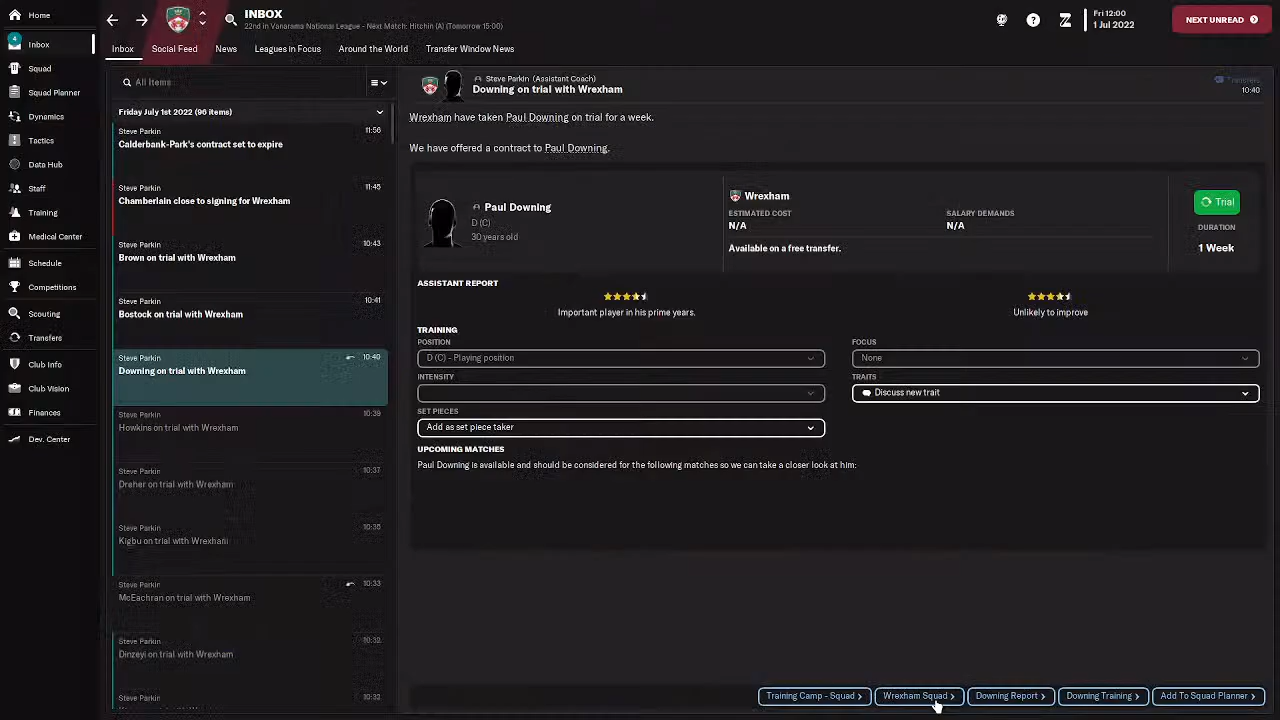 Home
Inbox
Squad
Squad Planner
Dynamics
Tactics
Data Hub
Staff
Training
Medical Center
Schedule
Competitions
Scouting
Transfers
Club Info
Club Vision
Finances
Dev. Center
4
INBOX
22nd in Vanarama National League - Next Match: Hitchin (A) (Tomorrow 15:00)
Fri 12:00
1 Jul 2022
NEXT UNREAD
Inbox Social Feed News Leagues in Focus Around the World Transfer Window News
All Items
Friday July 1st 2022 (96 items)
Steve Parkin 11:56
Calderbank-Park's contract set to expire
Steve Parkin 11:45
Chamberlain close to signing for Wrexham
Steve Parkin 10:43
Brown on trial with Wrexham
Steve Parkin 10:41
Bostock on trial with Wrexham
Steve Parkin 10:40
Downing on trial with Wrexham
Steve Parkin 10:39
Howkins on trial with Wrexham
Steve Parkin 10:37
Dreher on trial with Wrexham
Steve Parkin 10:35
Kigbu on trial with Wrexham
Steve Parkin 10:33
McEachran on trial with Wrexham
Steve Parkin 10:32
Dinzeyi on trial with Wrexham
Steve Parkin 10:32
Steve Parkin (Assistant Coach)
Downing on trial with Wrexham
Transfers
10:40
Wrexham have taken Paul Downing on trial for a week.
We have offered a contract to Paul Downing.
Paul Downing
D (C)
30 years old
Wrexham
ESTIMATED COST SALARY DEMANDS
N/A N/A
Available on a free transfer.
Trial
DURATION
1 Week
ASSISTANT REPORT
Important player in his prime years. Unlikely to improve
TRAINING
POSITION FOCUS
D (C) - Playing position None
INTENSITY TRAITS
Discuss new trait
SET PIECES
Add as set piece taker
UPCOMING MATCHES
Paul Downing is available and should be considered for the following matches so we can take a closer look at him:
Training Camp - Squad Wrexham Squad Downing Report Downing Training Add To Squad Planner